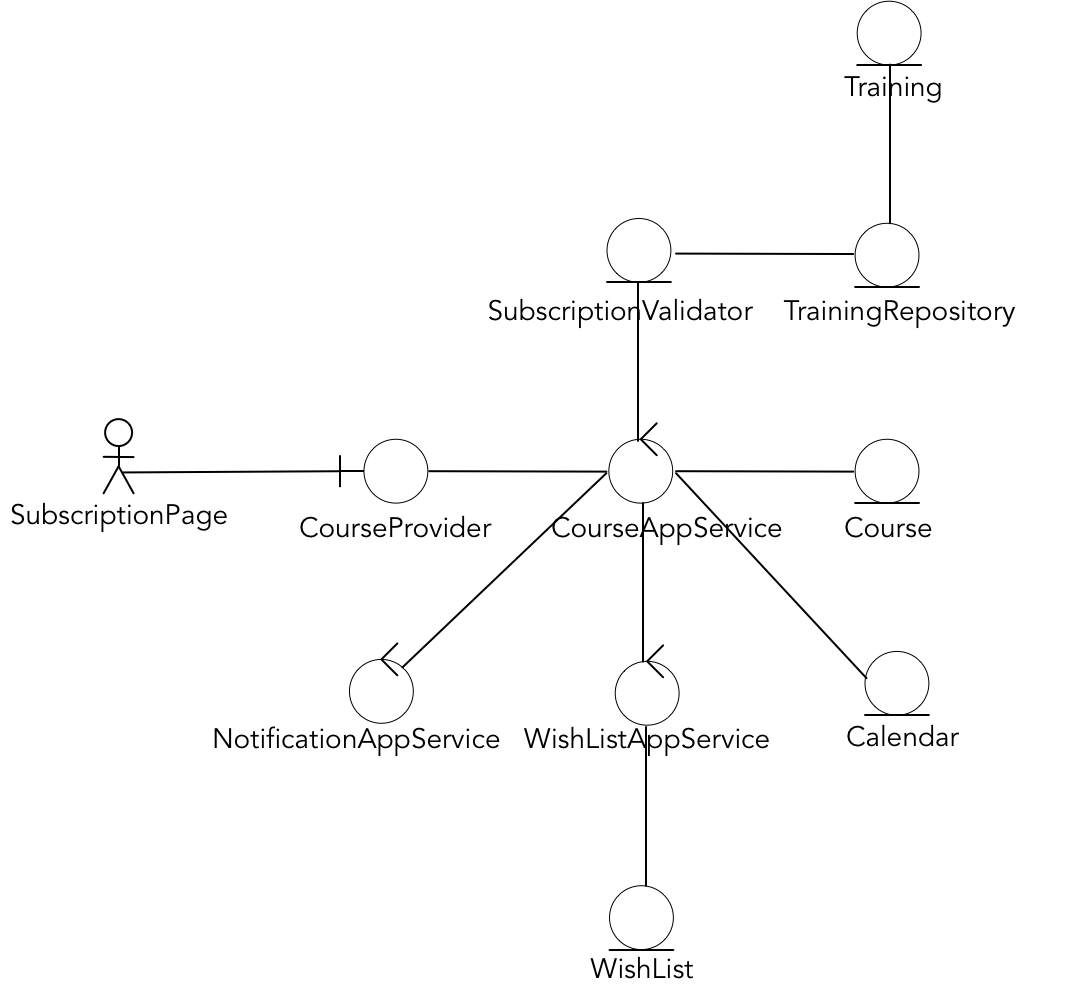 Training
SubscriptionValidator
TrainingRepository
SubscriptionPage
CourseProvider
CourseAppService
Course
NotificationAppService
WishListAppService
Calendar
WishList